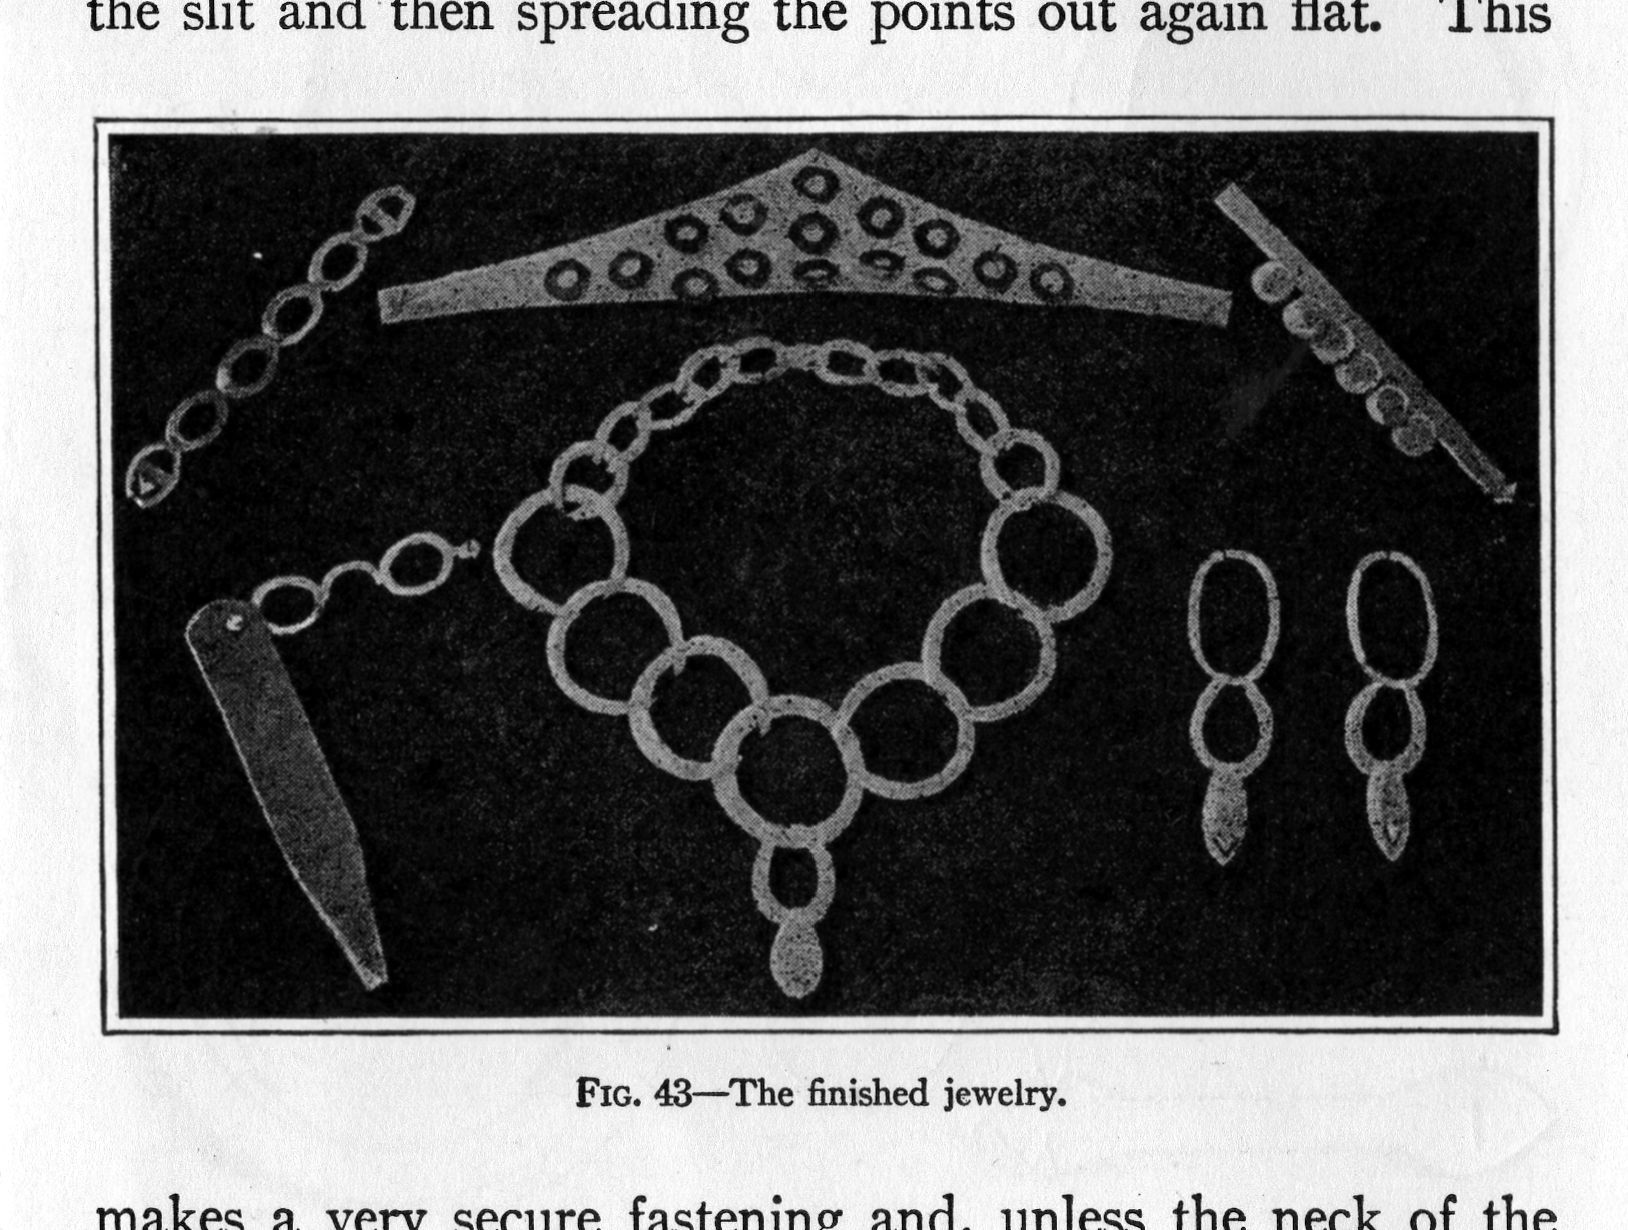 the slit and then spreading the points out again flat. This
FIG. 43—The finished jewelry.
makes a very secure fastening and, unless the neck of the